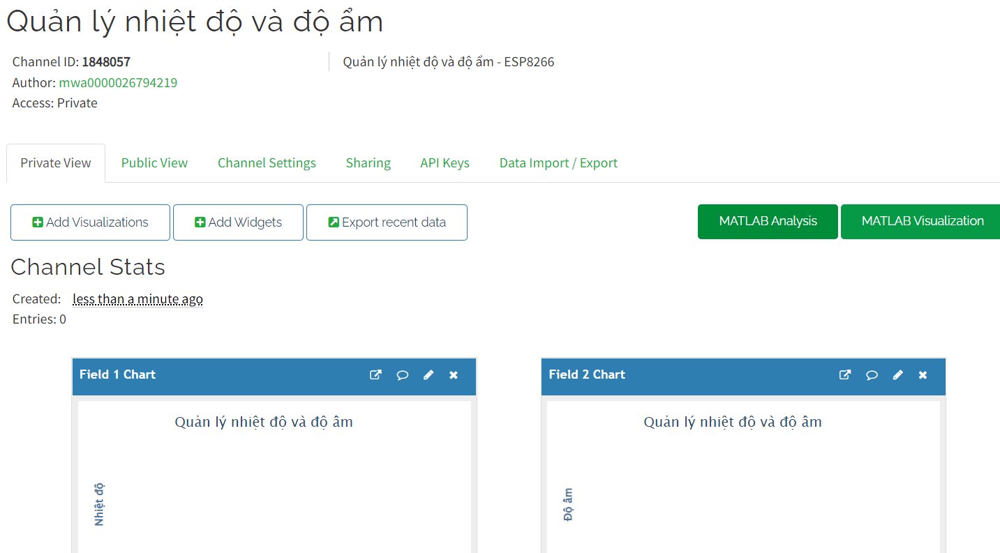 Quản lý nhiệt độ và độ ẩm
Channel ID: 1848057
Quản lý nhiệt độ và độ ẩm - ESP8266
Author: mwa0000026794219
Access: Private
Private View
Public View
Channel Settings
Sharing
API Keys
Data Import / Export
Add Visualizations
Add Widgets
Export recent data
MATLAB Analysis
MATLAB Visualization
Channel Stats
Created: less than a minute ago
Entries: 0
Field 1 Chart
Quản lý nhiệt độ và độ ẩm
Nhiệt độ
Field 2 Chart
Quản lý nhiệt độ và độ ẩm
Độ ẩm